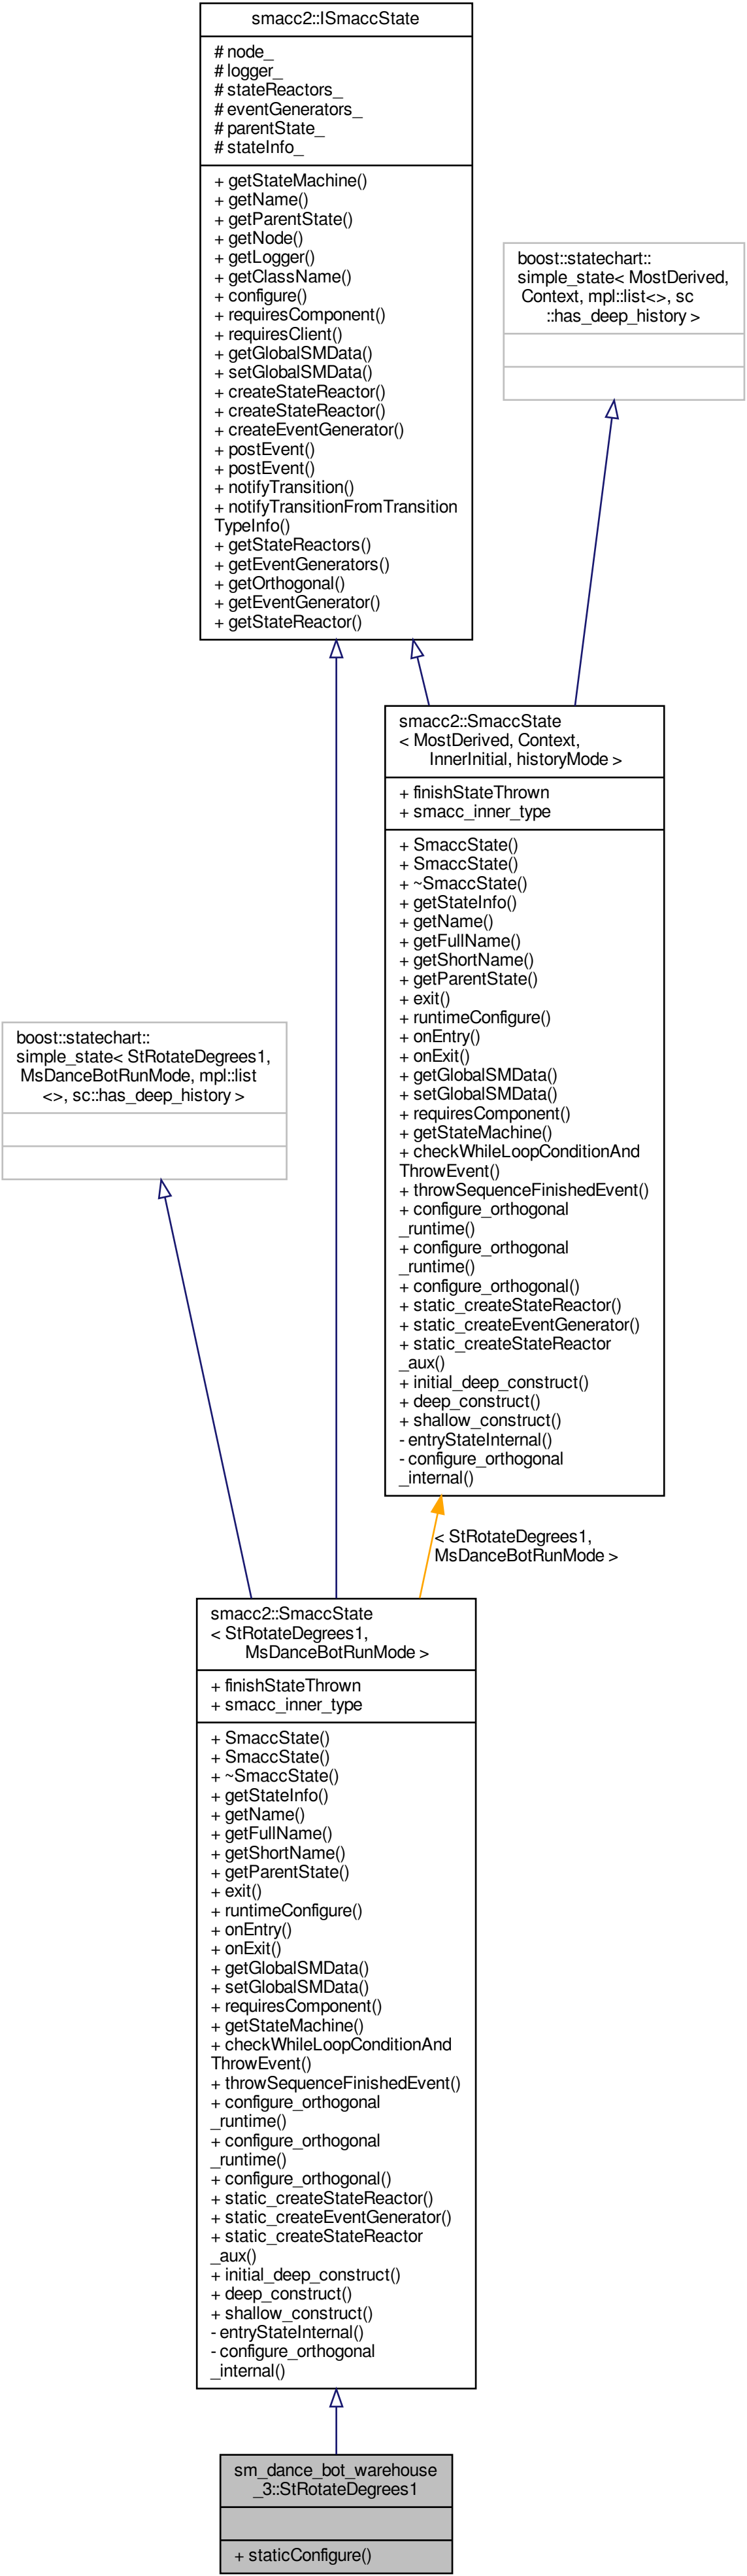 smacc2::ISmaccState
# node_
# logger_
# stateReactors_
# eventGenerators_
# parentState_
# stateInfo_
+ getStateMachine()
+ getName()
+ getParentState()
+ getNode()
+ getLogger()
+ getClassName()
+ configure()
+ requiresComponent()
+ requiresClient()
+ getGlobalSMData()
+ setGlobalSMData()
+ createStateReactor()
+ createStateReactor()
+ createEventGenerator()
+ postEvent()
+ postEvent()
+ notifyTransition()
+ notifyTransitionFromTransition
TypeInfo()
+ getStateReactors()
+ getEventGenerators()
+ getOrthogonal()
+ getEventGenerator()
+ getStateReactor()
boost::statechart::
simple_state< MostDerived,
Context, mpl::list<>, sc
::has_deep_history >
smacc2::SmaccState
< MostDerived, Context,
InnerInitial, historyMode >
+ finishStateThrown
+ smacc_inner_type
+ SmaccState()
+ SmaccState()
+ ~SmaccState()
+ getStateInfo()
+ getName()
+ getFullName()
+ getShortName()
+ getParentState()
+ exit()
+ runtimeConfigure()
+ onEntry()
+ onExit()
+ getGlobalSMData()
+ setGlobalSMData()
+ requiresComponent()
+ getStateMachine()
+ checkWhileLoopConditionAnd
ThrowEvent()
+ throwSequenceFinishedEvent()
+ configure_orthogonal
_runtime()
+ configure_orthogonal
_runtime()
+ configure_orthogonal()
+ static_createStateReactor()
+ static_createEventGenerator()
+ static_createStateReactor
_aux()
+ initial_deep_construct()
+ deep_construct()
+ shallow_construct()
- entryStateInternal()
- configure_orthogonal
_internal()
boost::statechart::
simple_state< StRotateDegrees1,
MsDanceBotRunMode, mpl::list
<>, sc::has_deep_history >
< StRotateDegrees1,
MsDanceBotRunMode >
smacc2::SmaccState
< StRotateDegrees1,
MsDanceBotRunMode >
+ finishStateThrown
+ smacc_inner_type
+ SmaccState()
+ SmaccState()
+ ~SmaccState()
+ getStateInfo()
+ getName()
+ getFullName()
+ getShortName()
+ getParentState()
+ exit()
+ runtimeConfigure()
+ onEntry()
+ onExit()
+ getGlobalSMData()
+ setGlobalSMData()
+ requiresComponent()
+ getStateMachine()
+ checkWhileLoopConditionAnd
ThrowEvent()
+ throwSequenceFinishedEvent()
+ configure_orthogonal
_runtime()
+ configure_orthogonal
_runtime()
+ configure_orthogonal()
+ static_createStateReactor()
+ static_createEventGenerator()
+ static_createStateReactor
_aux()
+ initial_deep_construct()
+ deep_construct()
+ shallow_construct()
- entryStateInternal()
- configure_orthogonal
_internal()
sm_dance_bot_warehouse
_3::StRotateDegrees1
+ staticConfigure()